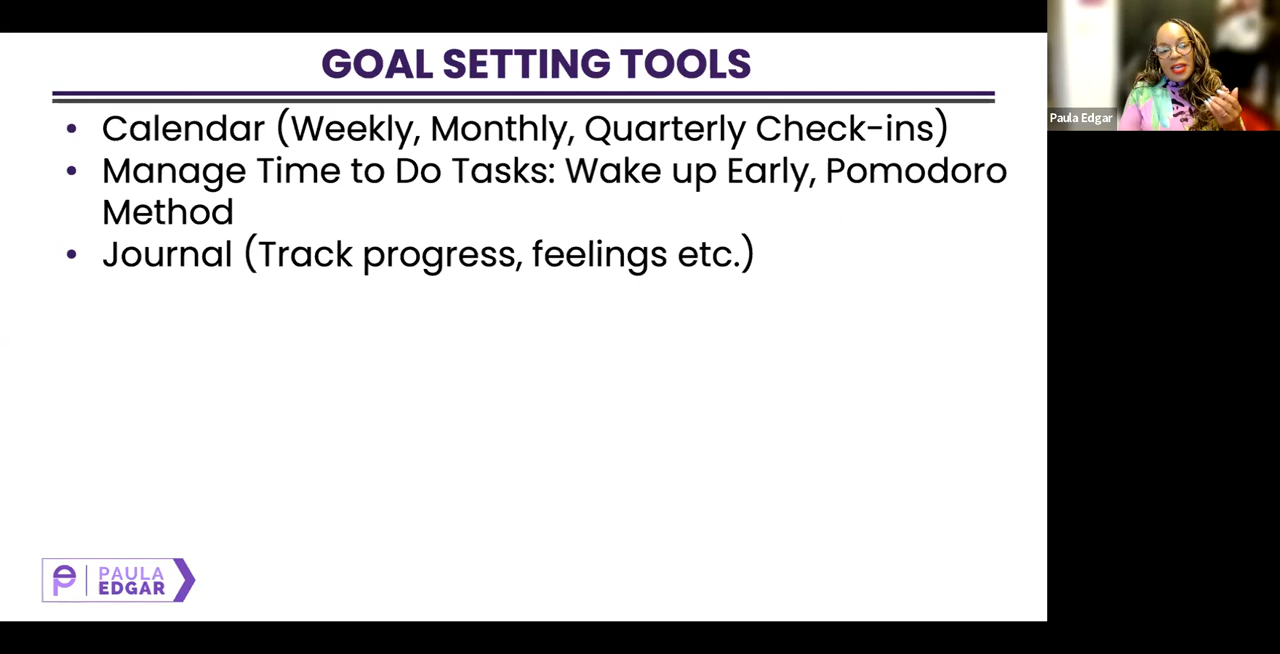 GOAL SETTING TOOLS
• Calendar (Weekly, Monthly, Quarterly Check-ins)
• Manage Time to Do Tasks: Wake up Early, Pomodoro
Method
• Journal (Track progress, feelings etc.)
Paula Edgar
ep
PAULA
EDGAR